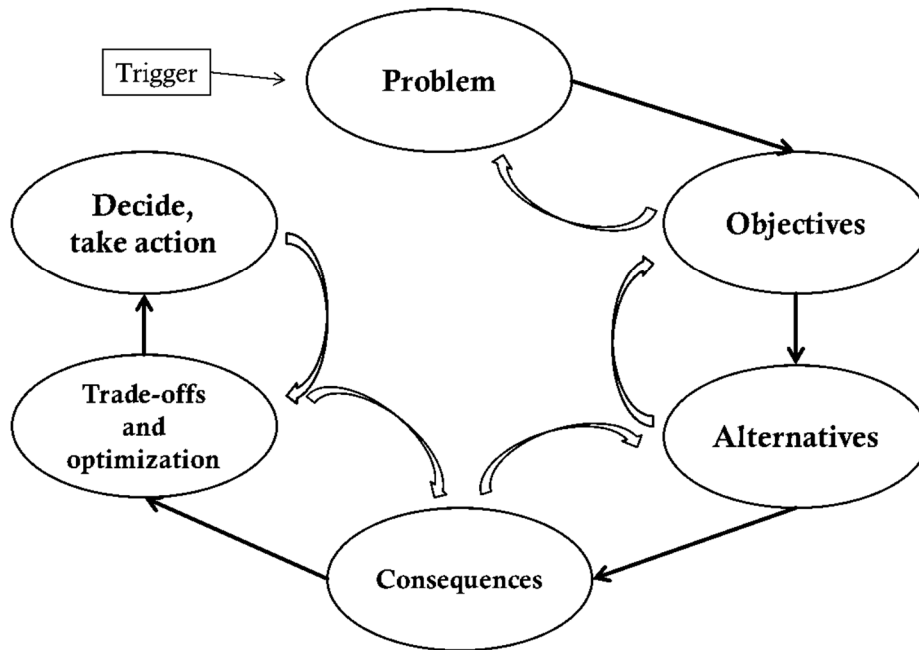 Trigger
Problem
Objectives
Alternatives
Consequences
Trade-offs
and
optimization
Decide,
take action